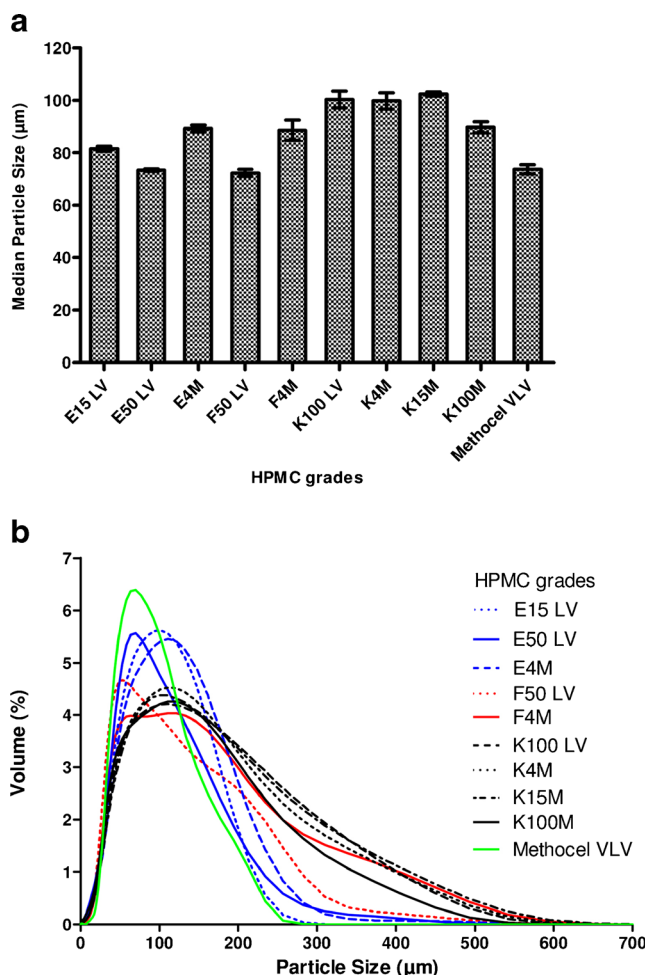 a
120
100
80
60
40
20
0
Median Particle Size (µm)
E15 LV
E50 LV
E4M
F50 LV
F4M
K100 LV
K4M
K15M
K100M
Methocel VLV
HPMC grades
b
7
6
5
4
3
2
1
0
Volume (%)
HPMC grades
E15 LV
E50 LV
E4M
F50 LV
F4M
K100 LV
K4M
K15M
K100M
Methocel VLV
0 100 200 300 400 500 600 700
Particle Size (µm)